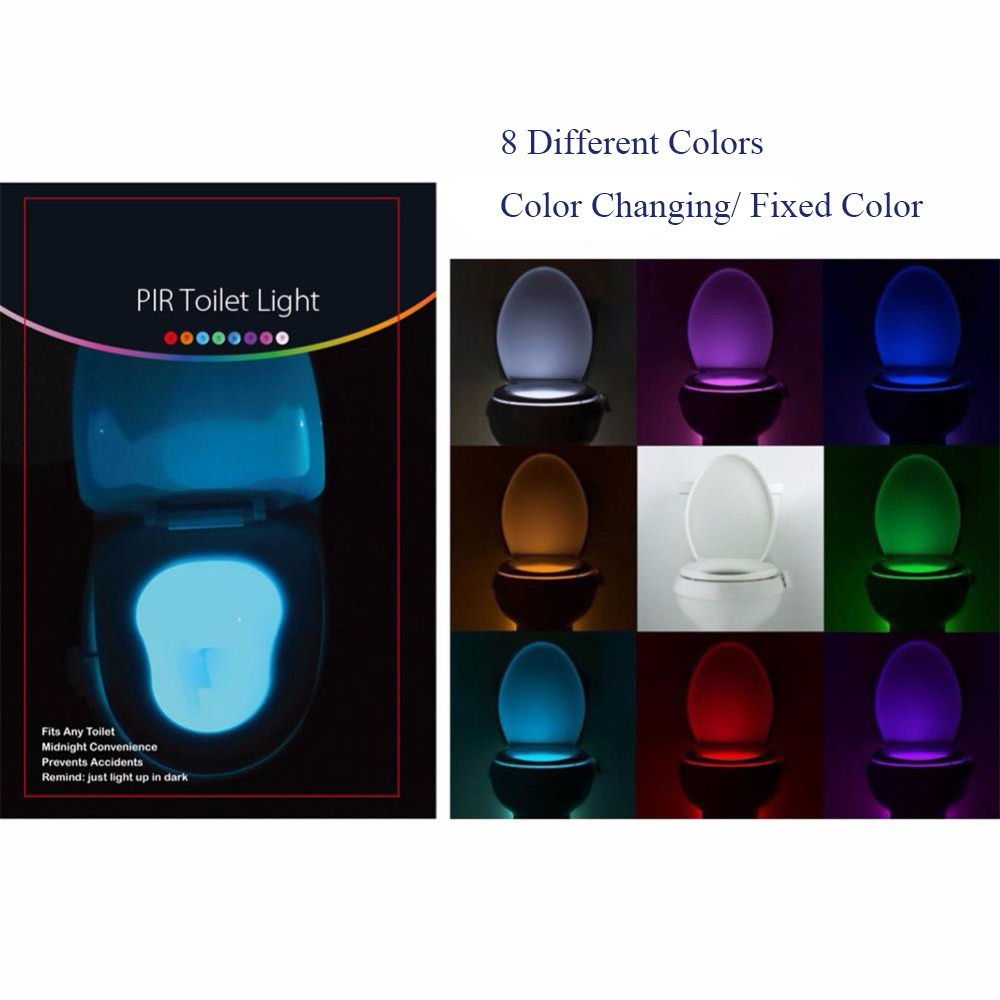 8 Different Colors
Color Changing/ Fixed Color
PIR Toilet Light
Fits Any Toilet
Midnight Convenience
Prevents Accidents
Remind: just light up in dark